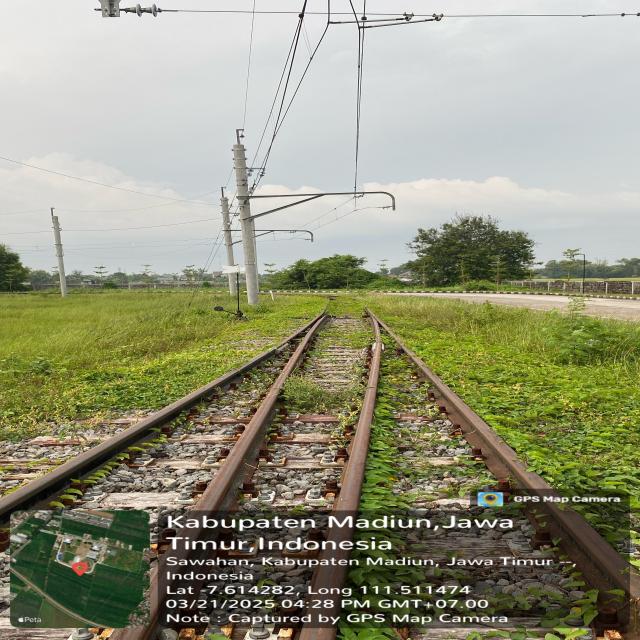 GPS Map Camera
Kabupaten Madiun,Jawa
Timur,Indonesia
Sawahan, Kabupaten Madiun, Jawa Timur --,
Indonesia
Lat -7.614282, Long 111.511474
03/21/2025 04:28 PM GMT+07.00
Note : Captured by GPS Map Camera
Peta